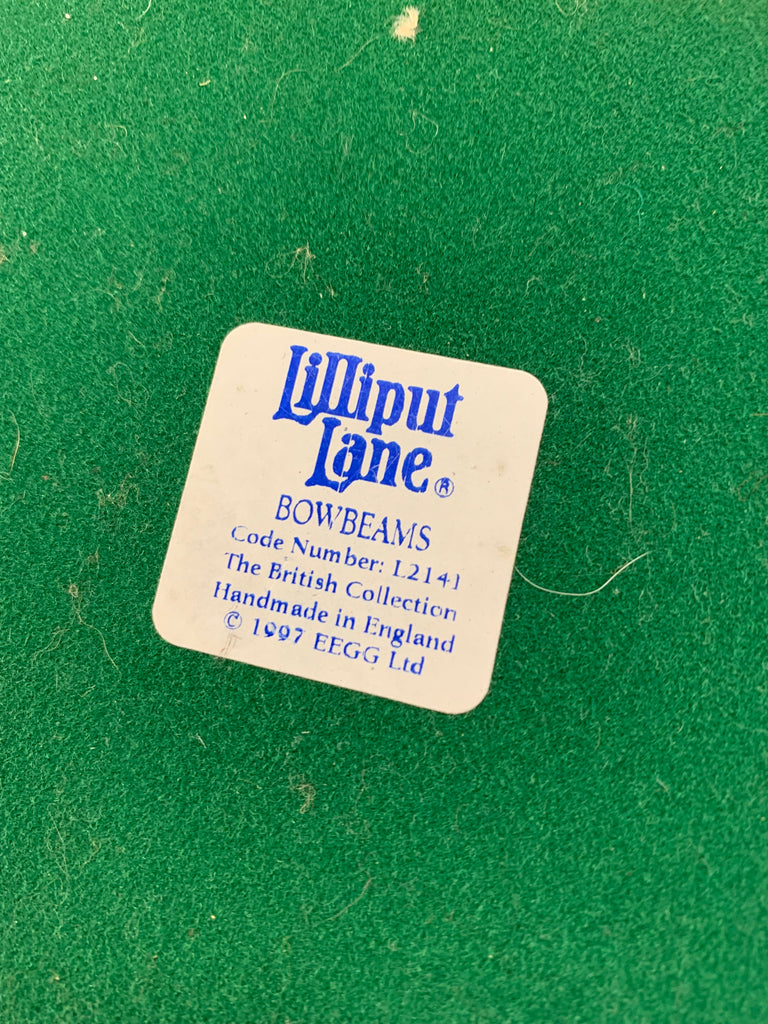 Lilliput
Lane®
BOWBEAMS
Code Number: L2141
The British Collection
Handmade in England
© 1997 EEGG Ltd